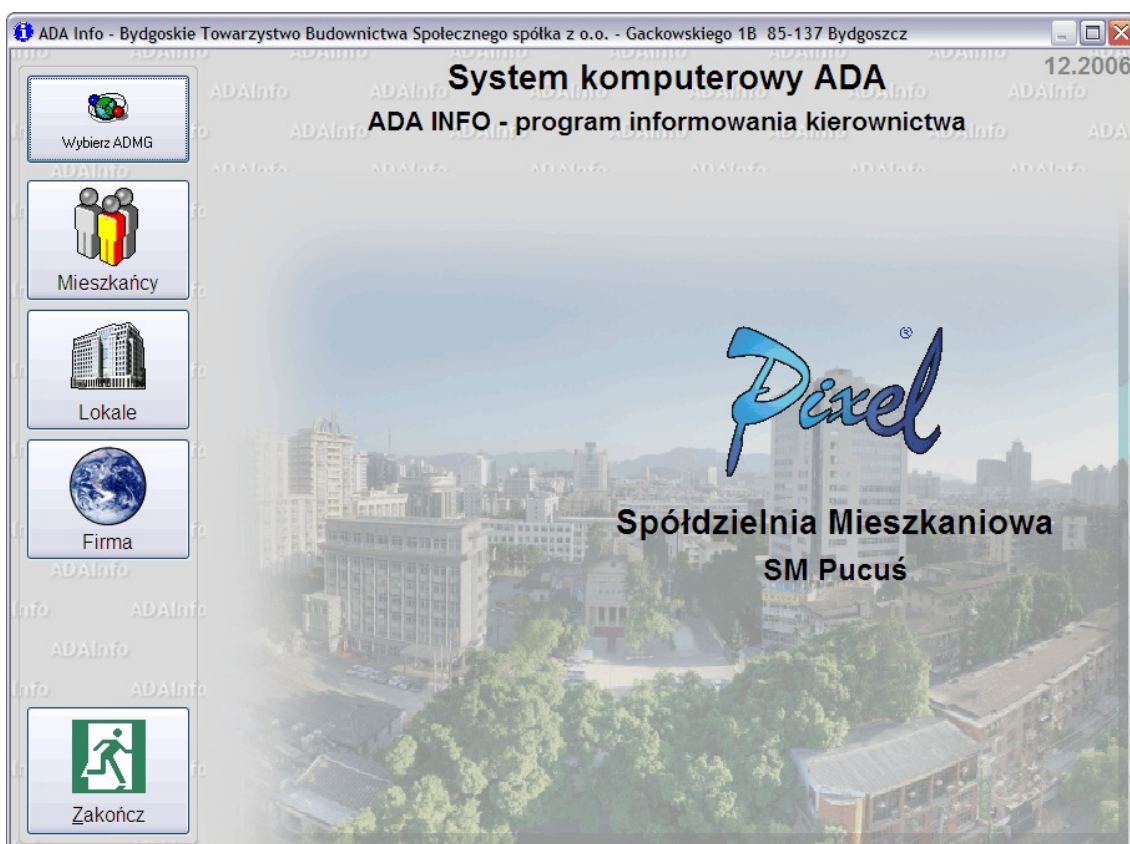 ADA Info - Bydgoskie Towarzystwo Budownictwa Społecznego spółka z o.o. - Gackowskiego 1B 85-137 Bydgoszcz
12.2006
System komputerowy ADA
ADA INFO - program informowania kierownictwa
Wybierz ADMG
Mieszkańcy
Lokale
Firma
Zakończ
Pixel ®
Spółdzielnia Mieszkaniowa
SM Pucuś